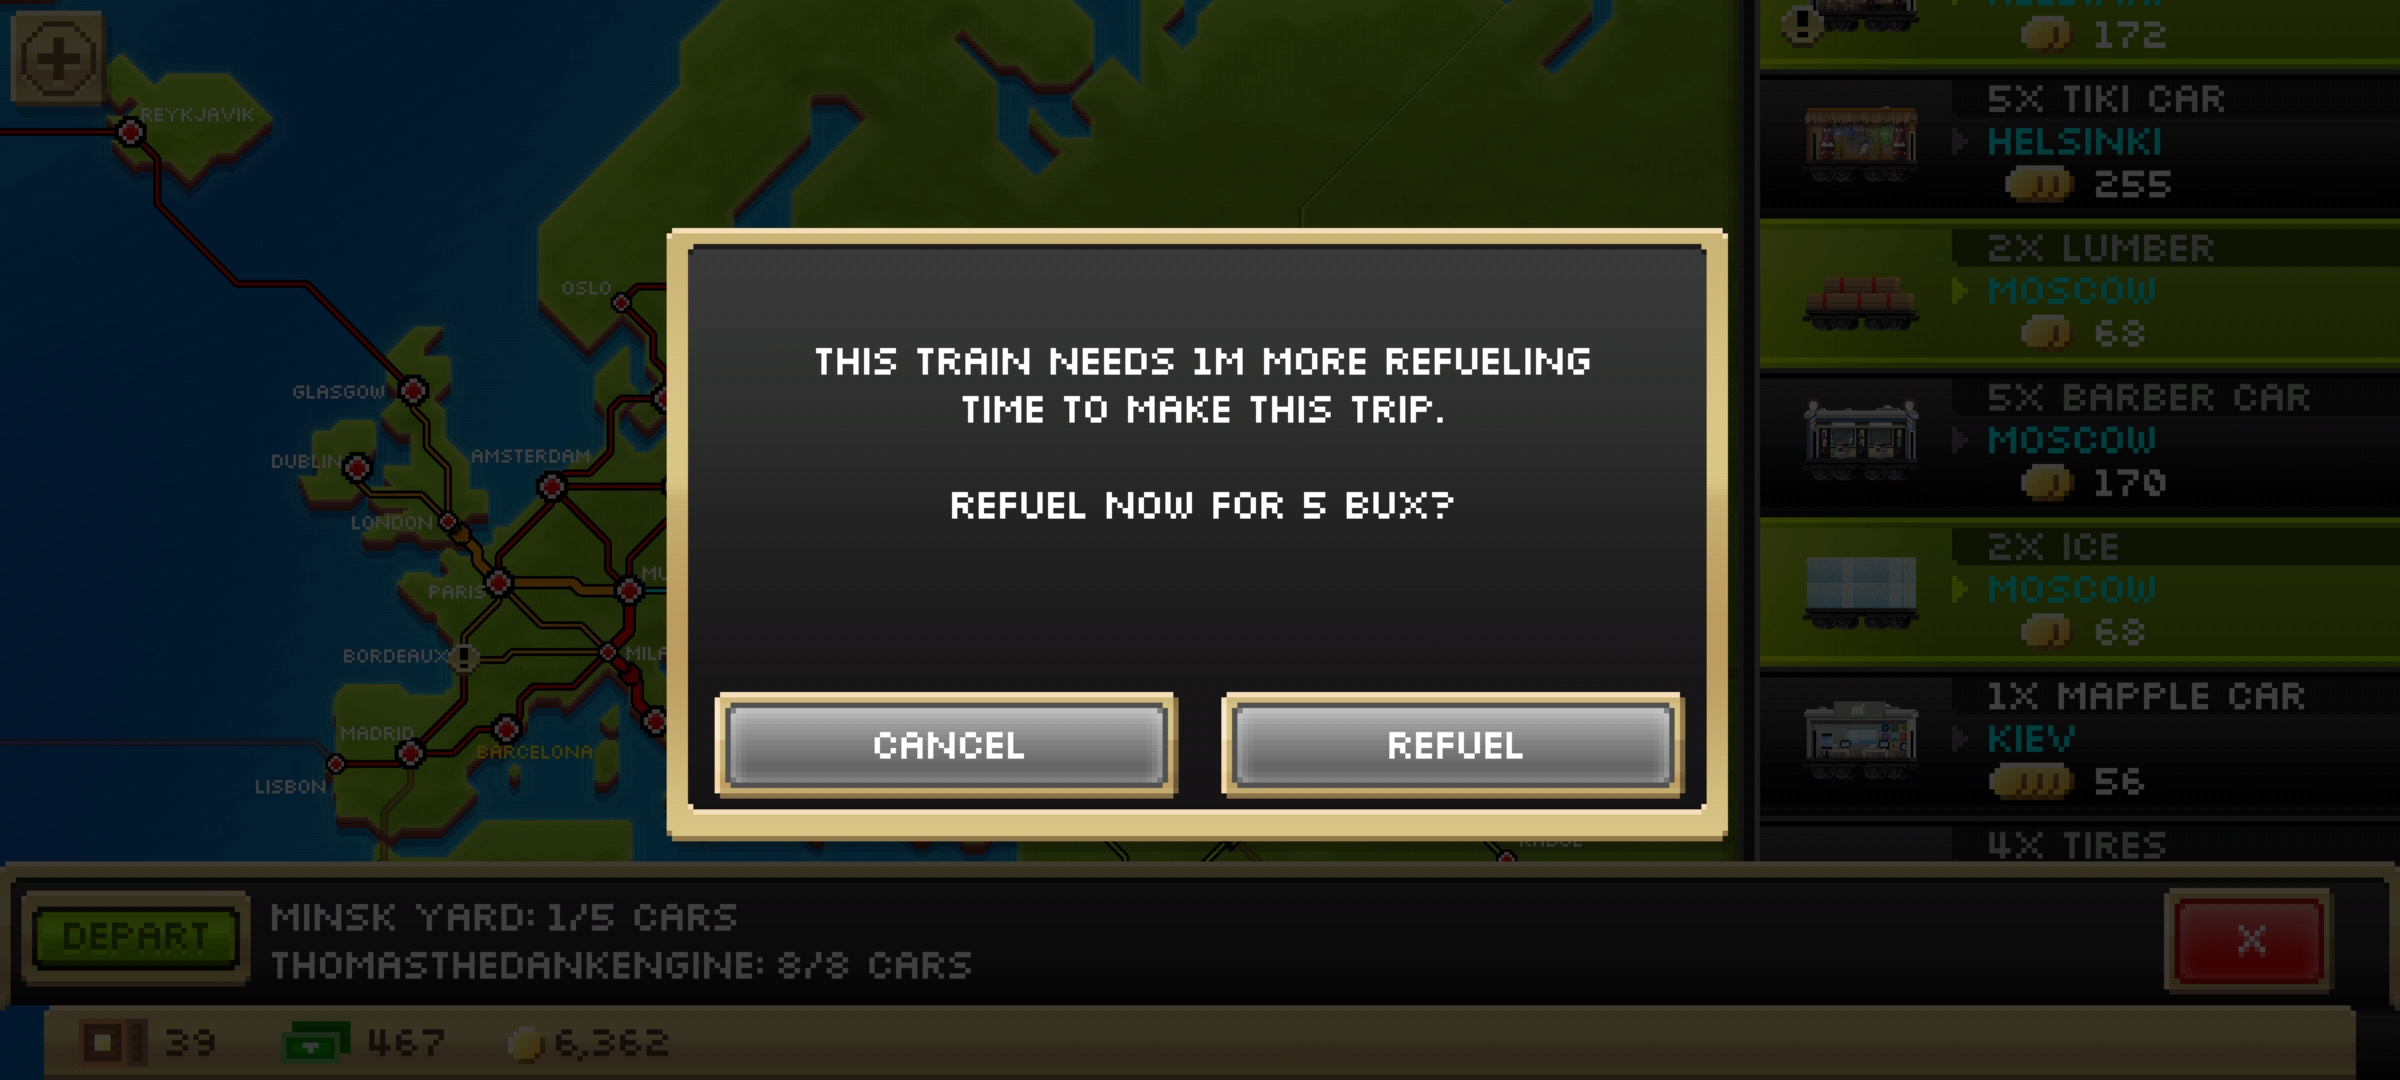 REYKJAVIK
OSLO
GLASGOW
DUBLIN
AMSTERDAM
LONDON
PARIS
BORDEAUX
MADRID
BARCELONA
LISBON
172
5X TIKI CAR
HELSINKI
255
2X LUMBER
MOSCOW
68
5X BARBER CAR
MOSCOW
170
2X ICE
MOSCOW
68
1X MAPPLE CAR
KIEV
56
4X TIRES
THIS TRAIN NEEDS 1M MORE REFUELING
TIME TO MAKE THIS TRIP.
REFUEL NOW FOR 5 BUX?
CANCEL
REFUEL
DEPART
MINSK YARD: 1/5 CARS
THOMASTHEDANKENGINE: 8/8 CARS
X
39
467
6,362